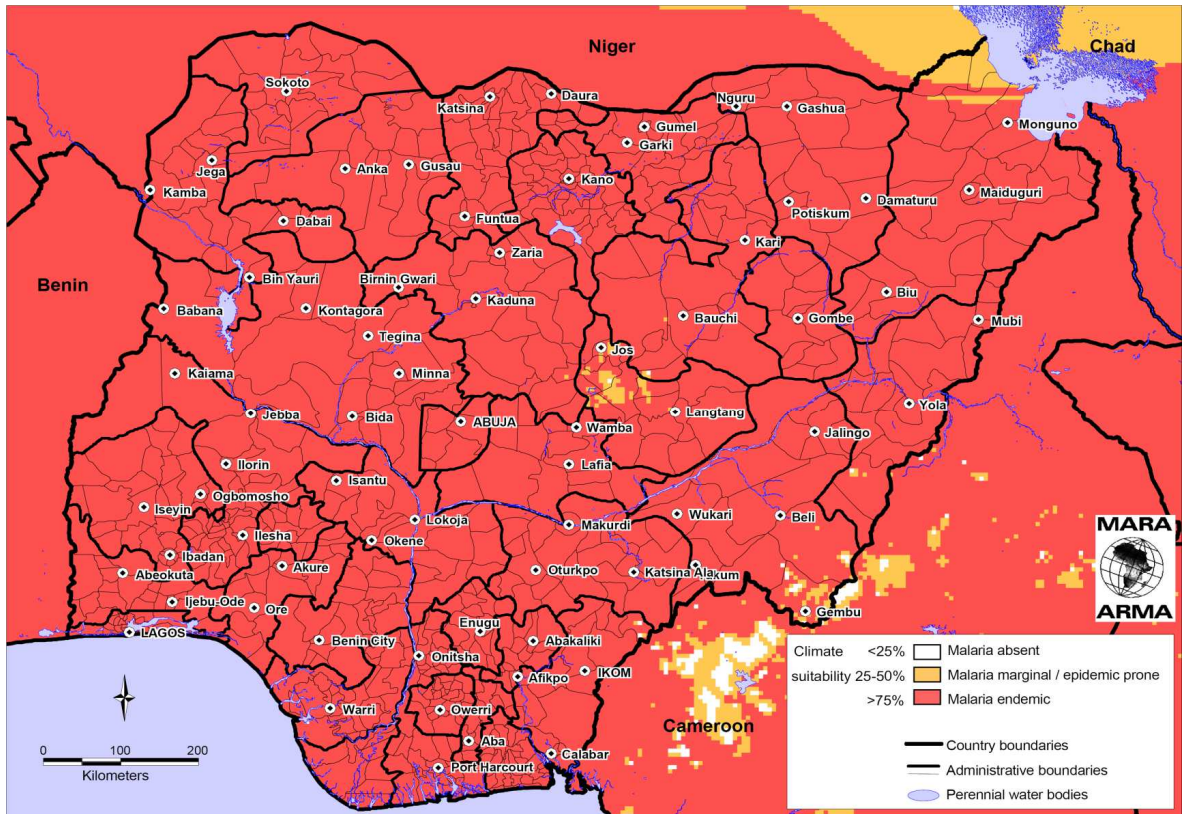 Niger
Chad
Sokoto
Katsina
Daura
Nguru
Gashua
Gumel
Monguno
Garki
Jega
Anka
Gusau
Kano
Kamba
Maiduguri
Potiskum
Damaturu
Dabai
Funtua
Kari
Zaria
Benin
Bin Yauri
Birnin Gwari
Biu
Babana
Kontagora
Kaduna
Bauchi
Gombe
Mubi
Tegina
Jos
Kaiama
Minna
Yola
Jebba
Bida
ABUJA
Wamba
Langtang
Jalingo
Ilorin
Lafia
Isantu
Ogbomosho
Iseyin
Wukari
Beli
Lokoja
Makurdi
Ilesha
Okene
Ibadan
Abeokuta
Akure
Oturkpo
Katsina Ala
MARA
ARMA
Ijebu-Ode
Ore
Gembu
LAGOS
Enugu
Benin City
Abakaliki
Onitsha
Afikpo
IKOM
Warri
Owerri
Cameroon
Aba
Calabar
Port Harcourt
Climate <25% Malaria absent
suitability 25-50% Malaria marginal / epidemic prone
>75% Malaria endemic
Country boundaries
Administrative boundaries
Perennial water bodies
0 100 200
Kilometers